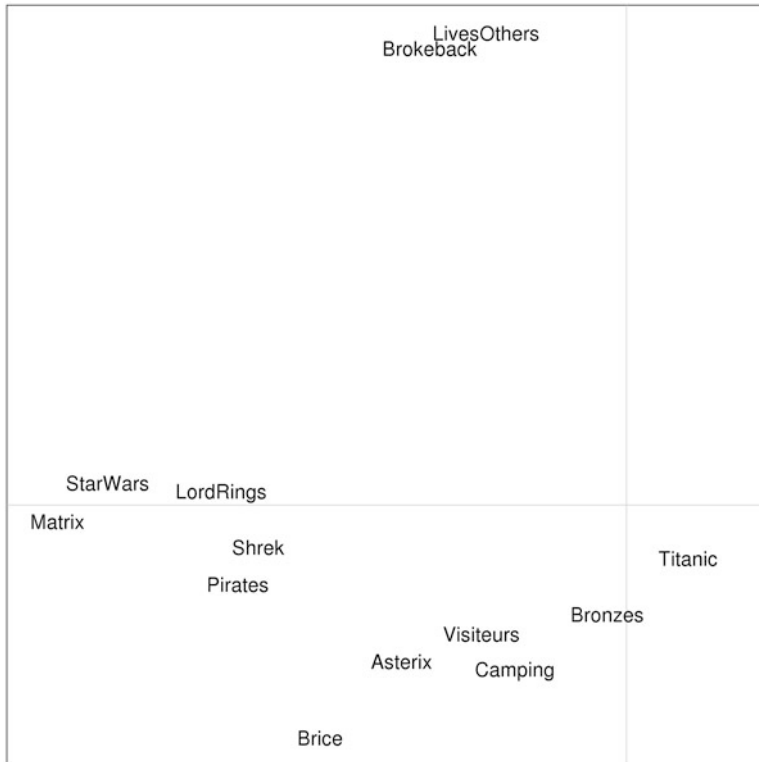 LivesOthers
Brokeback
StarWars
LordRings
Matrix
Shrek
Titanic
Pirates
Bronzes
Visiteurs
Asterix
Camping
Brice